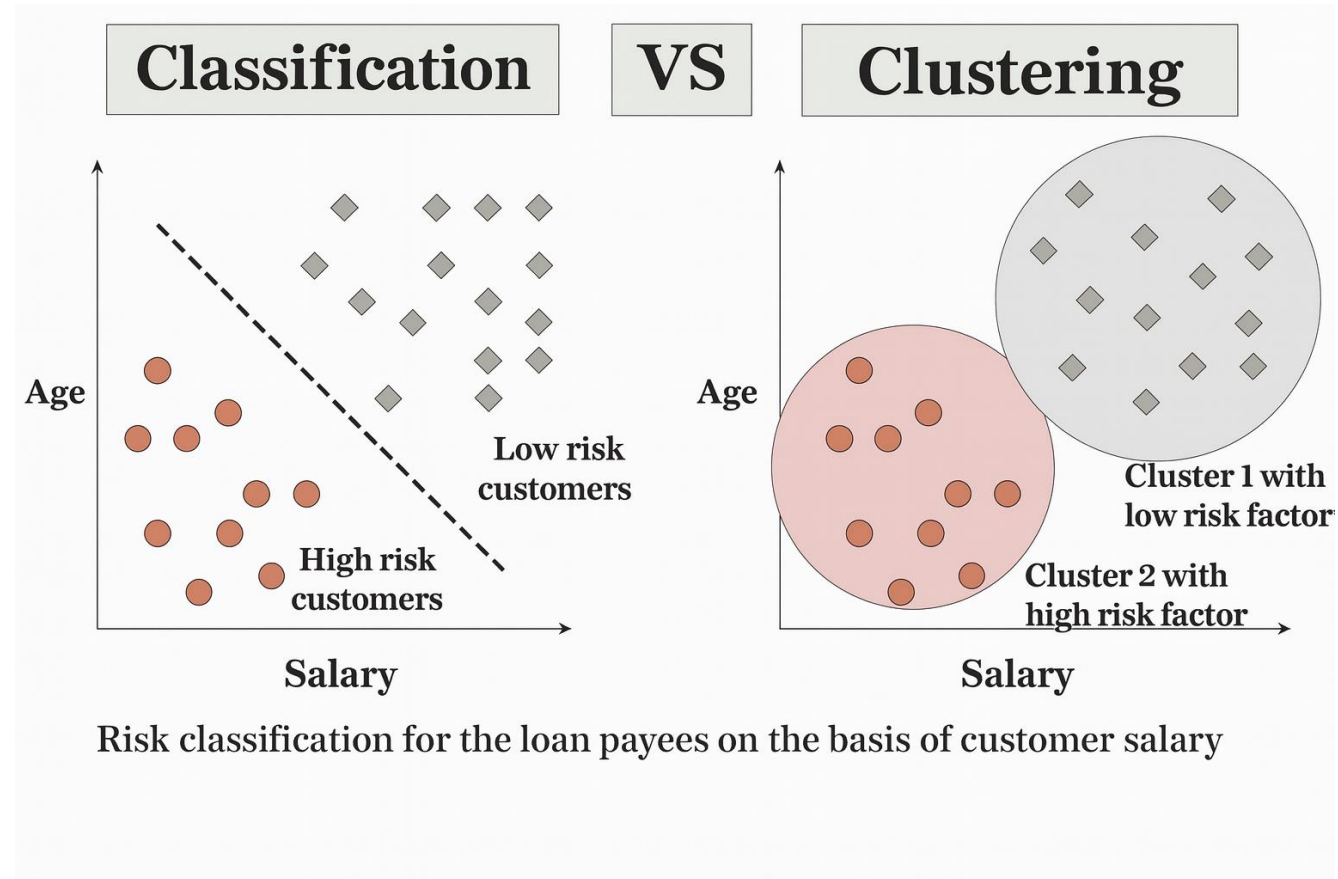 Classification
VS
Clustering
Age
Low risk
customers
High risk
customers
Salary
Age
Cluster 1 with
low risk factor
Cluster 2 with
high risk factor
Salary
Risk classification for the loan payees on the basis of customer salary